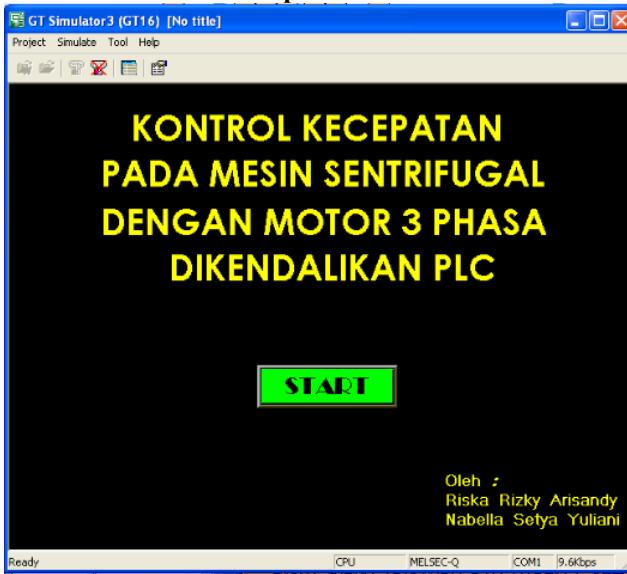 GT Simulator3 (GT16) [No title]
Project Simulate Tool Help
KONTROL KECEPATAN
PADA MESIN SENTRIFUGAL
DENGAN MOTOR 3 PHASA
DIKENDALIKAN PLC
START
Oleh :
Riska Rizky Arisandy
Nabella Setya Yuliani
Ready CPU MELSEC-Q COM1 9.6Kbps